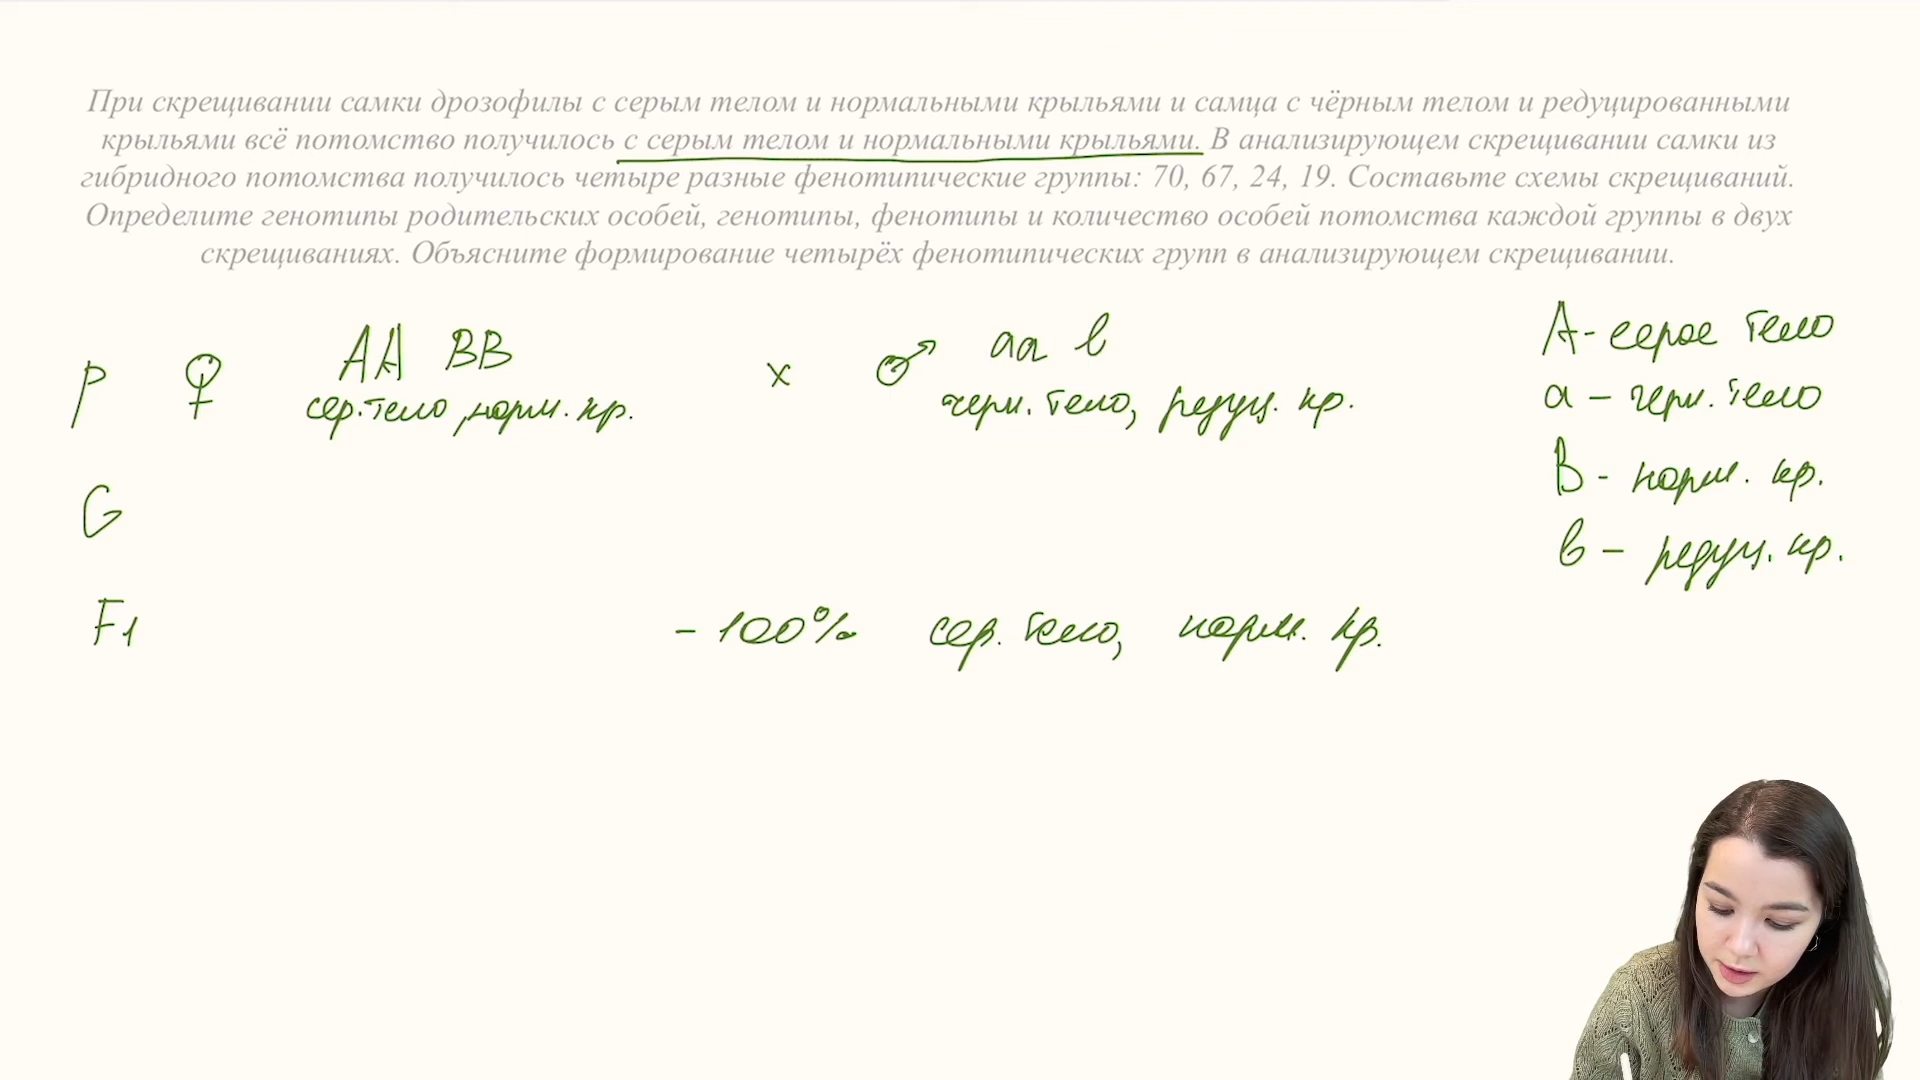 При скрещивании самки дрозофилы с серым телом и нормальными крыльями и самца с чёрным телом и редуцированными
крыльями всё потомство получилось с серым телом и нормальными крыльями. В анализирующем скрещивании самки из
гибридного потомства получилось четыре разные фенотипические группы: 70, 67, 24, 19. Составьте схемы скрещиваний.
Определите генотипы родительских особей, генотипы, фенотипы и количество особей потомства каждой группы в двух
скрещиваниях. Объясните формирование четырёх фенотипических групп в анализирующем скрещивании.
P ♀ АА ВВ х ♂ аа в
сер. тело, норм. кр. черн. тело, редуц. кр.
G
F1 - 100% сер. тело, норм. кр.
А - серое тело
а - черн. тело
В - норм. кр.
в - редуц. кр.